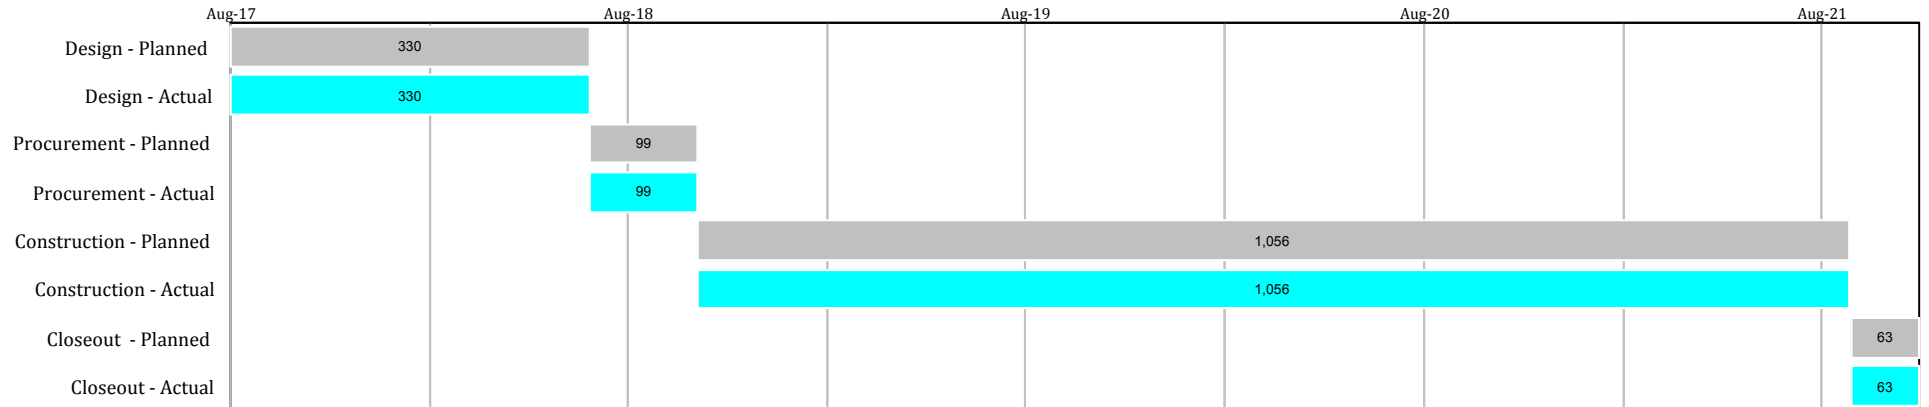 Aug-17 Aug-18 Aug-19 Aug-20 Aug-21
Design - Planned 330
Design - Actual 330
Procurement - Planned 99
Procurement - Actual 99
Construction - Planned 1,056
Construction - Actual 1,056
Closeout  - Planned 63
Closeout - Actual 63